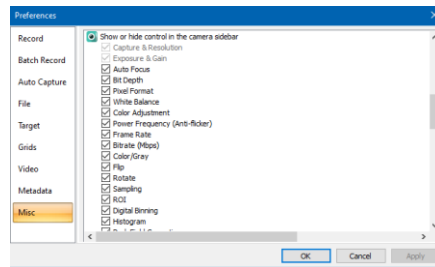 Preferences
Record
Batch Record
Auto Capture
File
Target
Grids
Video
Metadata
Misc
Show or hide control in the camera sidebar
Capture & Resolution
Exposure & Gain
Auto Focus
Bit Depth
Pixel Format
White Balance
Color Adjustment
Power Frequency (Anti-flicker)
Frame Rate
Bitrate (Mbps)
Color/Gray
Flip
Rotate
Sampling
ROI
Digital Binning
Histogram
OK
Cancel
Apply